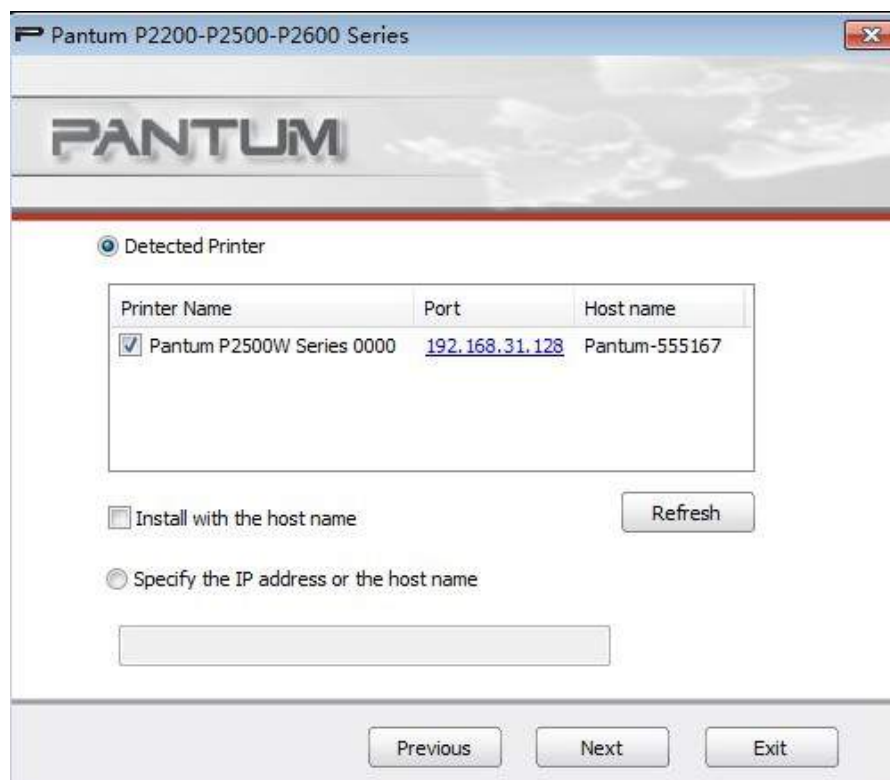 Pantum P2200-P2500-P2600 Series
PANTUM
Detected Printer
Printer Name Port Host name
Pantum P2500W Series 0000 192.168.31.128 Pantum-555167
Install with the host name Refresh
Specify the IP address or the host name
Previous Next Exit